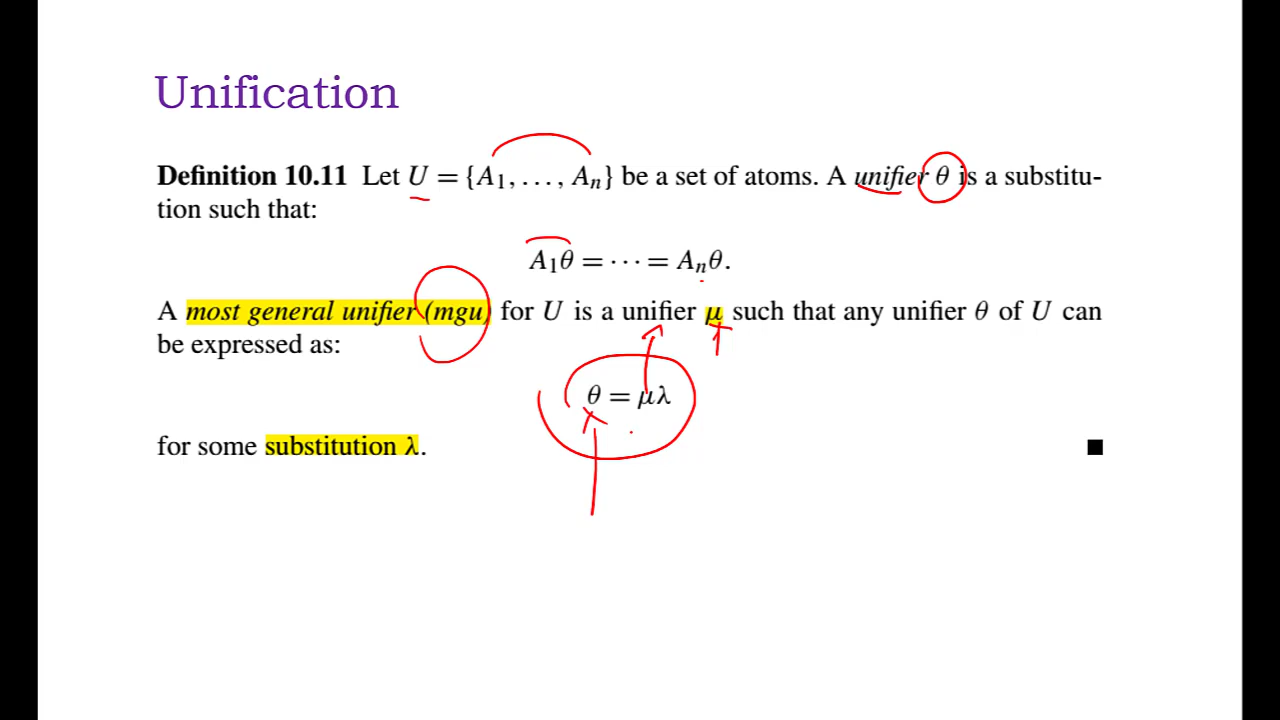 Unification
Definition 10.11 Let U = {A₁, . . . , Aₙ} be a set of atoms. A unifier θ is a substitu-
tion such that:
A₁θ = · · · = Aₙθ.
A most general unifier (mgu) for U is a unifier μ such that any unifier θ of U can
be expressed as:
θ = μλ
for some substitution λ. ■